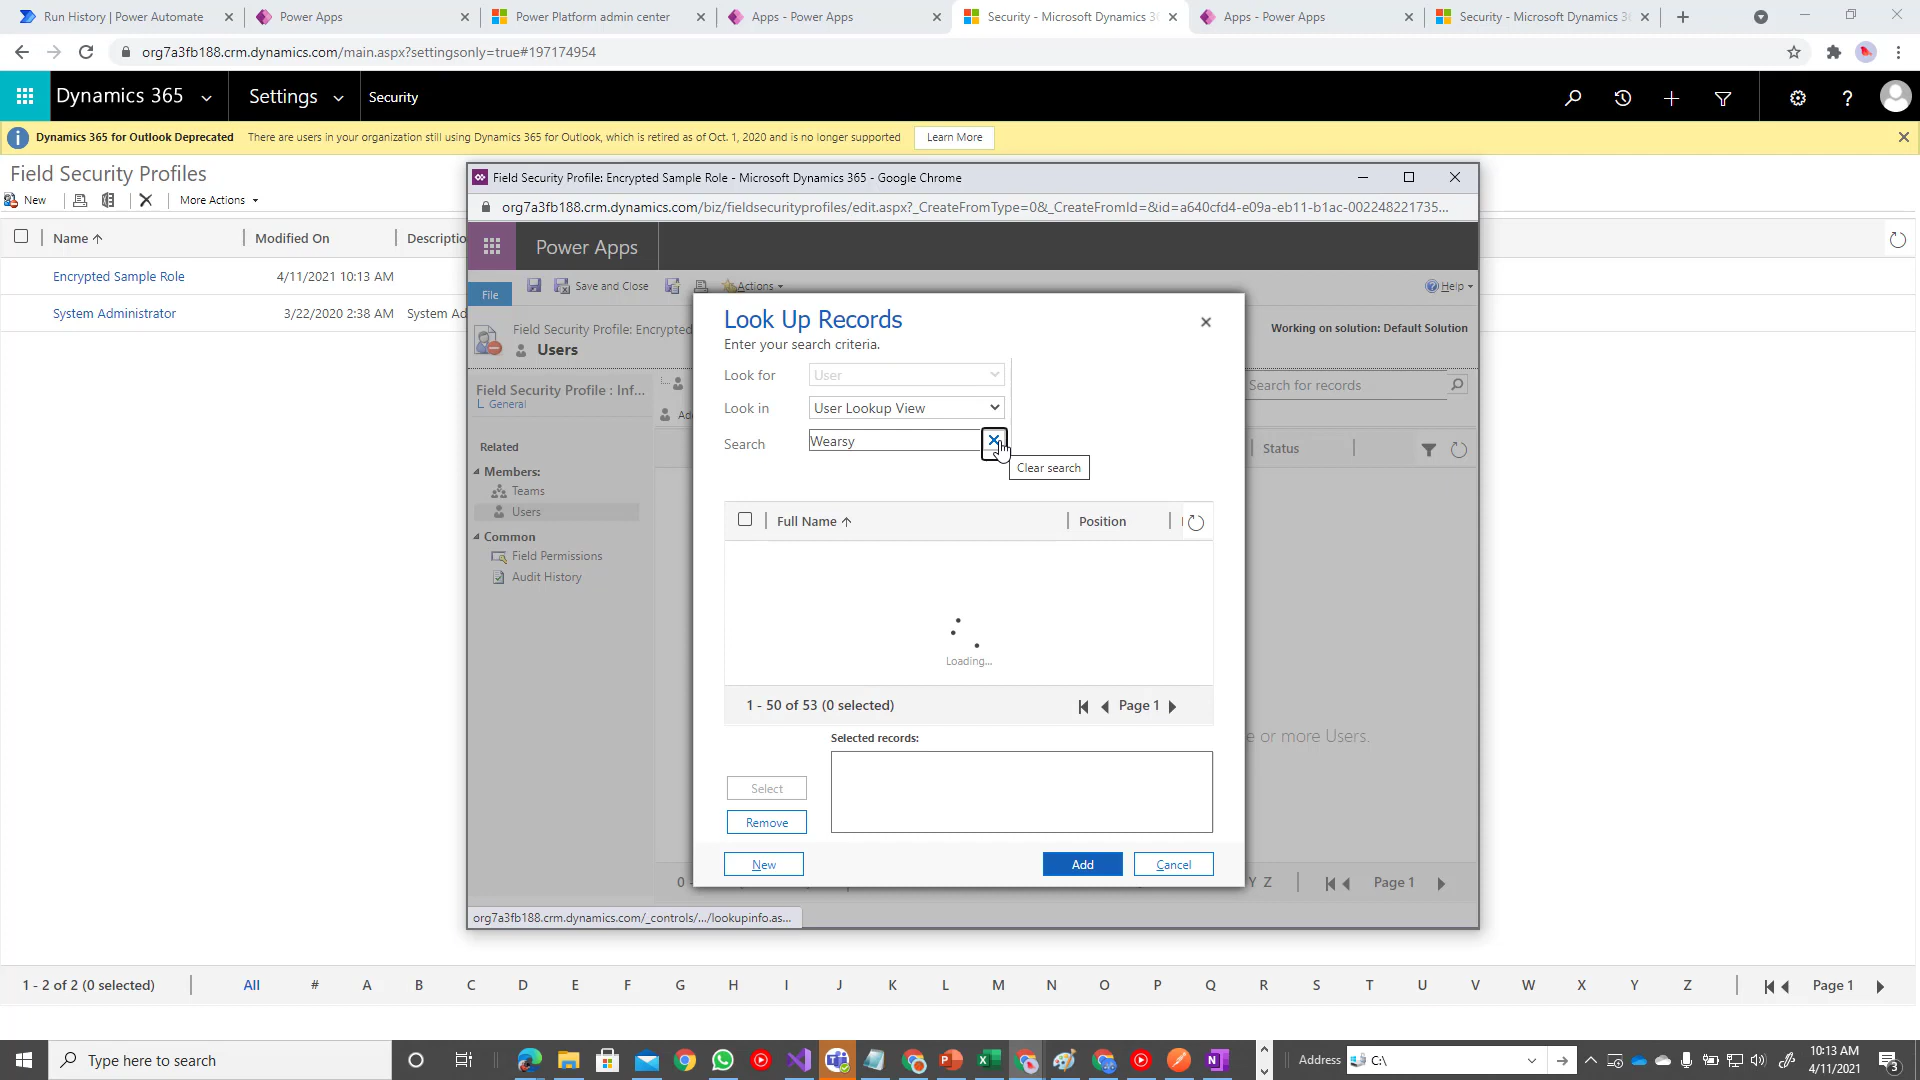 Run History | Power Automate
Power Apps
Power Platform admin center
Apps - Power Apps
Security - Microsoft Dynamics 3
Apps - Power Apps
Security - Microsoft Dynamics 3
org7a3fb188.crm.dynamics.com/main.aspx?settingsonly=true#197174954
Dynamics 365
Settings
Security
Dynamics 365 for Outlook Deprecated There are users in your organization still using Dynamics 365 for Outlook, which is retired as of Oct. 1, 2020 and is no longer supported Learn More
Field Security Profiles
New
More Actions
Name
Modified On
Descriptio
Encrypted Sample Role
4/11/2021 10:13 AM
System Administrator
3/22/2020 2:38 AM
System Ad
Field Security Profile: Encrypted Sample Role - Microsoft Dynamics 365 - Google Chrome
org7a3fb188.crm.dynamics.com/biz/fieldsecurityprofiles/edit.aspx?_CreateFromType=0&_CreateFromId=&id=a640cfd4-e09a-eb11-b1ac-002248221735...
Power Apps
File
Save and Close
Actions
Help
Field Security Profile: Encrypted
Users
Working on solution: Default Solution
Field Security Profile : Inf...
General
Related
Members:
Teams
Users
Common
Field Permissions
Audit History
Search for records
Status
e or more Users.
0 -
Y Z
Page 1
org7a3fb188.crm.dynamics.com/_controls/.../lookupinfo.as...
Look Up Records
Enter your search criteria.
Look for
User
Look in
User Lookup View
Search
Wearsy
Clear search
Full Name
Position
Loading...
1 - 50 of 53 (0 selected)
Page 1
Selected records:
Select
Remove
New
Add
Cancel
1 - 2 of 2 (0 selected)
All # A B C D E F G H I J K L M N O P Q R S T U V W X Y Z
Page 1
Type here to search
Address
C:\
10:13 AM
4/11/2021
3